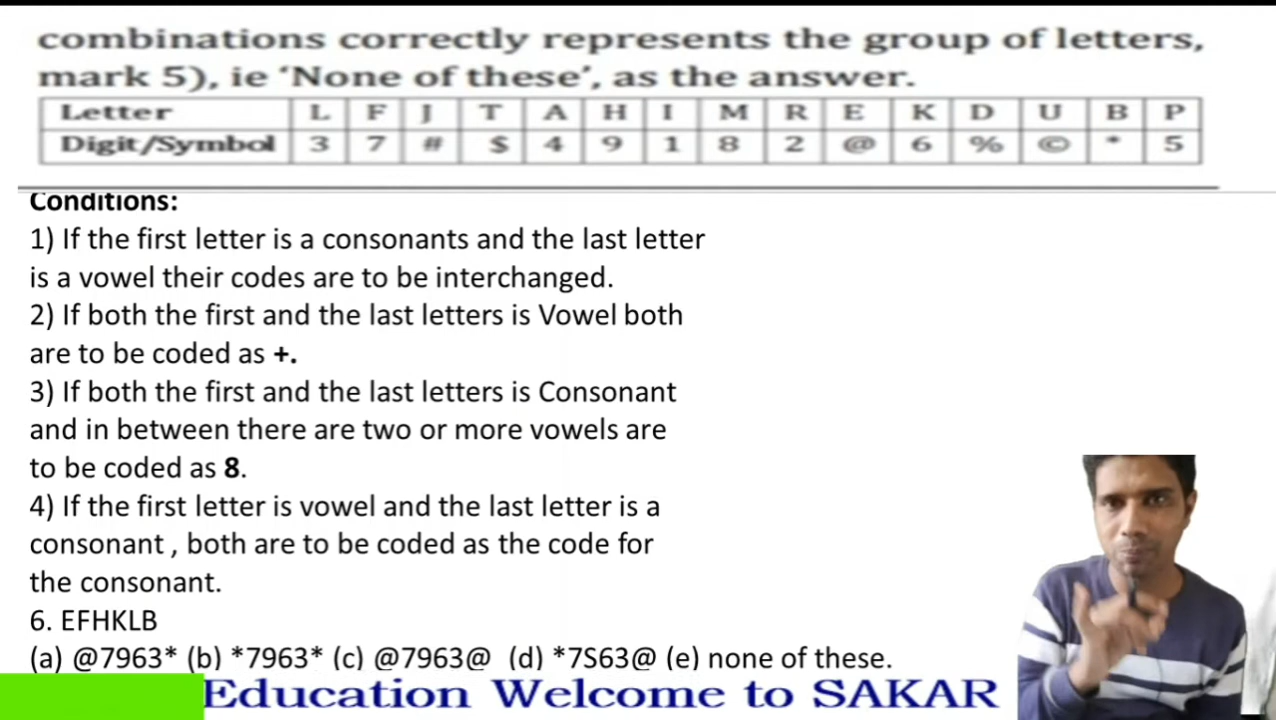 combinations correctly represents the group of letters,
mark 5), ie ‘None of these’, as the answer.
Letter L F J T A H I M R E K D U B P
Digit/Symbol 3 7 # $ 4 9 1 8 2 @ 6 % © * 5
Conditions:
1) If the first letter is a consonants and the last letter
is a vowel their codes are to be interchanged.
2) If both the first and the last letters is Vowel both
are to be coded as +.
3) If both the first and the last letters is Consonant
and in between there are two or more vowels are
to be coded as 8.
4) If the first letter is vowel and the last letter is a
consonant , both are to be coded as the code for
the consonant.
6. EFHKLB
(a) @7963* (b) *7963* (c) @7963@ (d) *7S63@ (e) none of these.
Education Welcome to SAKAR